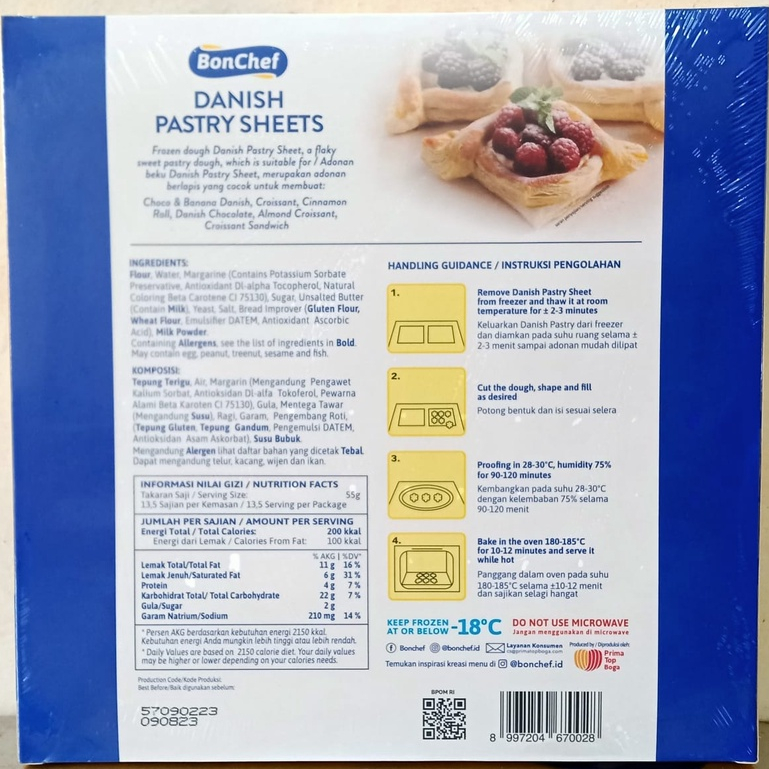 BonChef
DANISH
PASTRY SHEETS
Frozen dough Danish Pastry Sheet, a flaky
sweet pastry dough, which is suitable for / Adonan
beku Danish Pastry Sheet, merupakan adonan
berlapis yang cocok untuk membuat:
Choco & Banana Danish, Croissant, Cinnamon
Roll, Danish Chocolate, Almond Croissant,
Croissant Sandwich
INGREDIENTS:
Flour, Water, Margarine (Contains Potassium Sorbate
Preservative, Antioxidant Dl-alpha Tocopherol, Natural
Coloring Beta Carotene CI 75130), Sugar, Unsalted Butter
(Contain Milk), Yeast, Salt, Bread Improver (Gluten Flour,
Wheat Flour, Emulsifier DATEM, Antioxidant Ascorbic
Acid), Milk Powder.
Containing Allergens, see the list of ingredients in Bold.
May contain egg, peanut, treenut, sesame and fish.
KOMPOSISI:
Tepung Terigu, Air, Margarin (Mengandung Pengawet
Kalium Sorbat, Antioksidan Dl-alfa Tokoferol, Pewarna
Alami Beta Karoten CI 75130), Gula, Mentega Tawar
(Mengandung Susu), Ragi, Garam, Pengembang Roti
(Tepung Gluten, Tepung Gandum, Pengemulsi DATEM,
Antioksidan Asam Askorbat), Susu Bubuk.
Mengandung Alergen lihat daftar bahan yang dicetak Tebal.
Dapat mengandung telur, kacang, wijen dan ikan.
INFORMASI NILAI GIZI / NUTRITION FACTS
Takaran Saji / Serving Size: 55g
13,5 Sajian per Kemasan / 13,5 Serving per Package
JUMLAH PER SAJIAN / AMOUNT PER SERVING
Energi Total / Total Calories: 200 kkal
Energi dari Lemak / Calories From Fat: 100 kkal
% AKG | %DV*
Lemak Total/Total Fat 11 g 16 %
Lemak Jenuh/Saturated Fat 6 g 31 %
Protein 4 g 7 %
Karbohidrat Total/ Total Carbohydrate 22 g 7 %
Gula/Sugar 2 g
Garam Natrium/Sodium 210 mg 14 %
* Persen AKG berdasarkan kebutuhan energi 2150 kkal.
Kebutuhan energi Anda mungkin lebih tinggi atau lebih rendah.
* Daily Values are based on 2150 calorie diet. Your daily values
may be higher or lower depending on your calories needs.
Production Code/Kode Produksi:
Best Before/Baik digunakan sebelum:
57090223
090823
HANDLING GUIDANCE / INSTRUKSI PENGOLAHAN
1.
Remove Danish Pastry Sheet
from freezer and thaw it at room
temperature for ± 2-3 minutes
Keluarkan Danish Pastry dari freezer
dan diamkan pada suhu ruang selama ±
2-3 menit sampai adonan mudah dilipat
2.
Cut the dough, shape and fill
as desired
Potong bentuk dan isi sesuai selera
3.
Proofing in 28-30°C, humidity 75%
for 90-120 minutes
Kembangkan pada suhu 28-30°C
dengan kelembaban 75% selama
90-120 menit
4.
Bake in the oven 180-185°C
for 10-12 minutes and serve it
while hot
Panggang dalam oven pada suhu
180-185°C selama ±10-12 menit
dan sajikan selagi hangat
KEEP FROZEN
AT OR BELOW -18°C
DO NOT USE MICROWAVE
Jangan menggunakan di microwave
Bonchef @bonchef.id Layanan Konsumen
cs@primatopboga.com
Produced by / Diproduksi oleh:
Prima
Top
Boga
Temukan inspirasi kreasi menu di @bonchef.id
BPOM RI
8 997204 670028